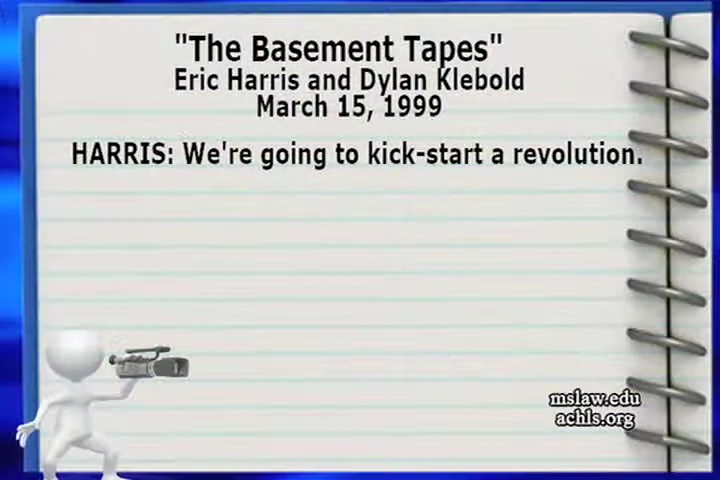 "The Basement Tapes"
Eric Harris and Dylan Klebold
March 15, 1999
HARRIS: We're going to kick-start a revolution.
mslaw.edu
achls.org